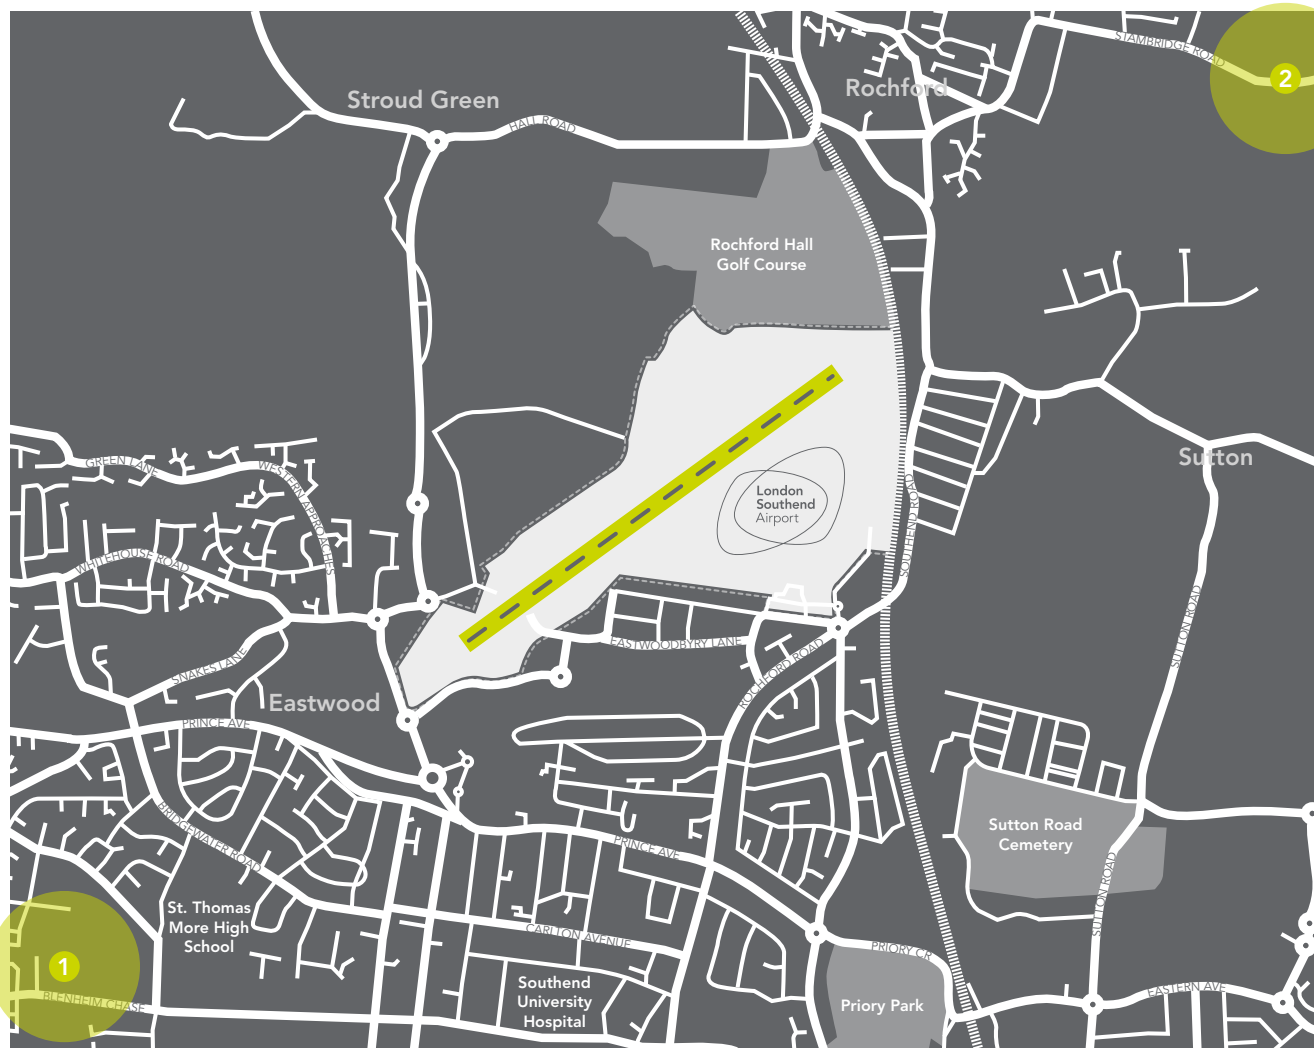 STAMBRIDGE ROAD
2
Rochford
Stroud Green
HALL ROAD
Rochford Hall
Golf Course
GREEN LANE
WESTERN APPROACHES
Sutton
London
Southend
Airport
SOUTHEND ROAD
WHITEHOUSE ROAD
SUTTON ROAD
EASTWOODBYRY LANE
ROCHFORD ROAD
SNAKES LANE
Eastwood
PRINCE AVE
BRIDGEWATER ROAD
PRINCE AVE
Sutton Road
Cemetery
SUTTON ROAD
St. Thomas
More High
School
CARLTON AVENUE
PRIORY CR
1
BLENHEIM CHASE
Southend
University
Hospital
Priory Park
EASTERN AVE